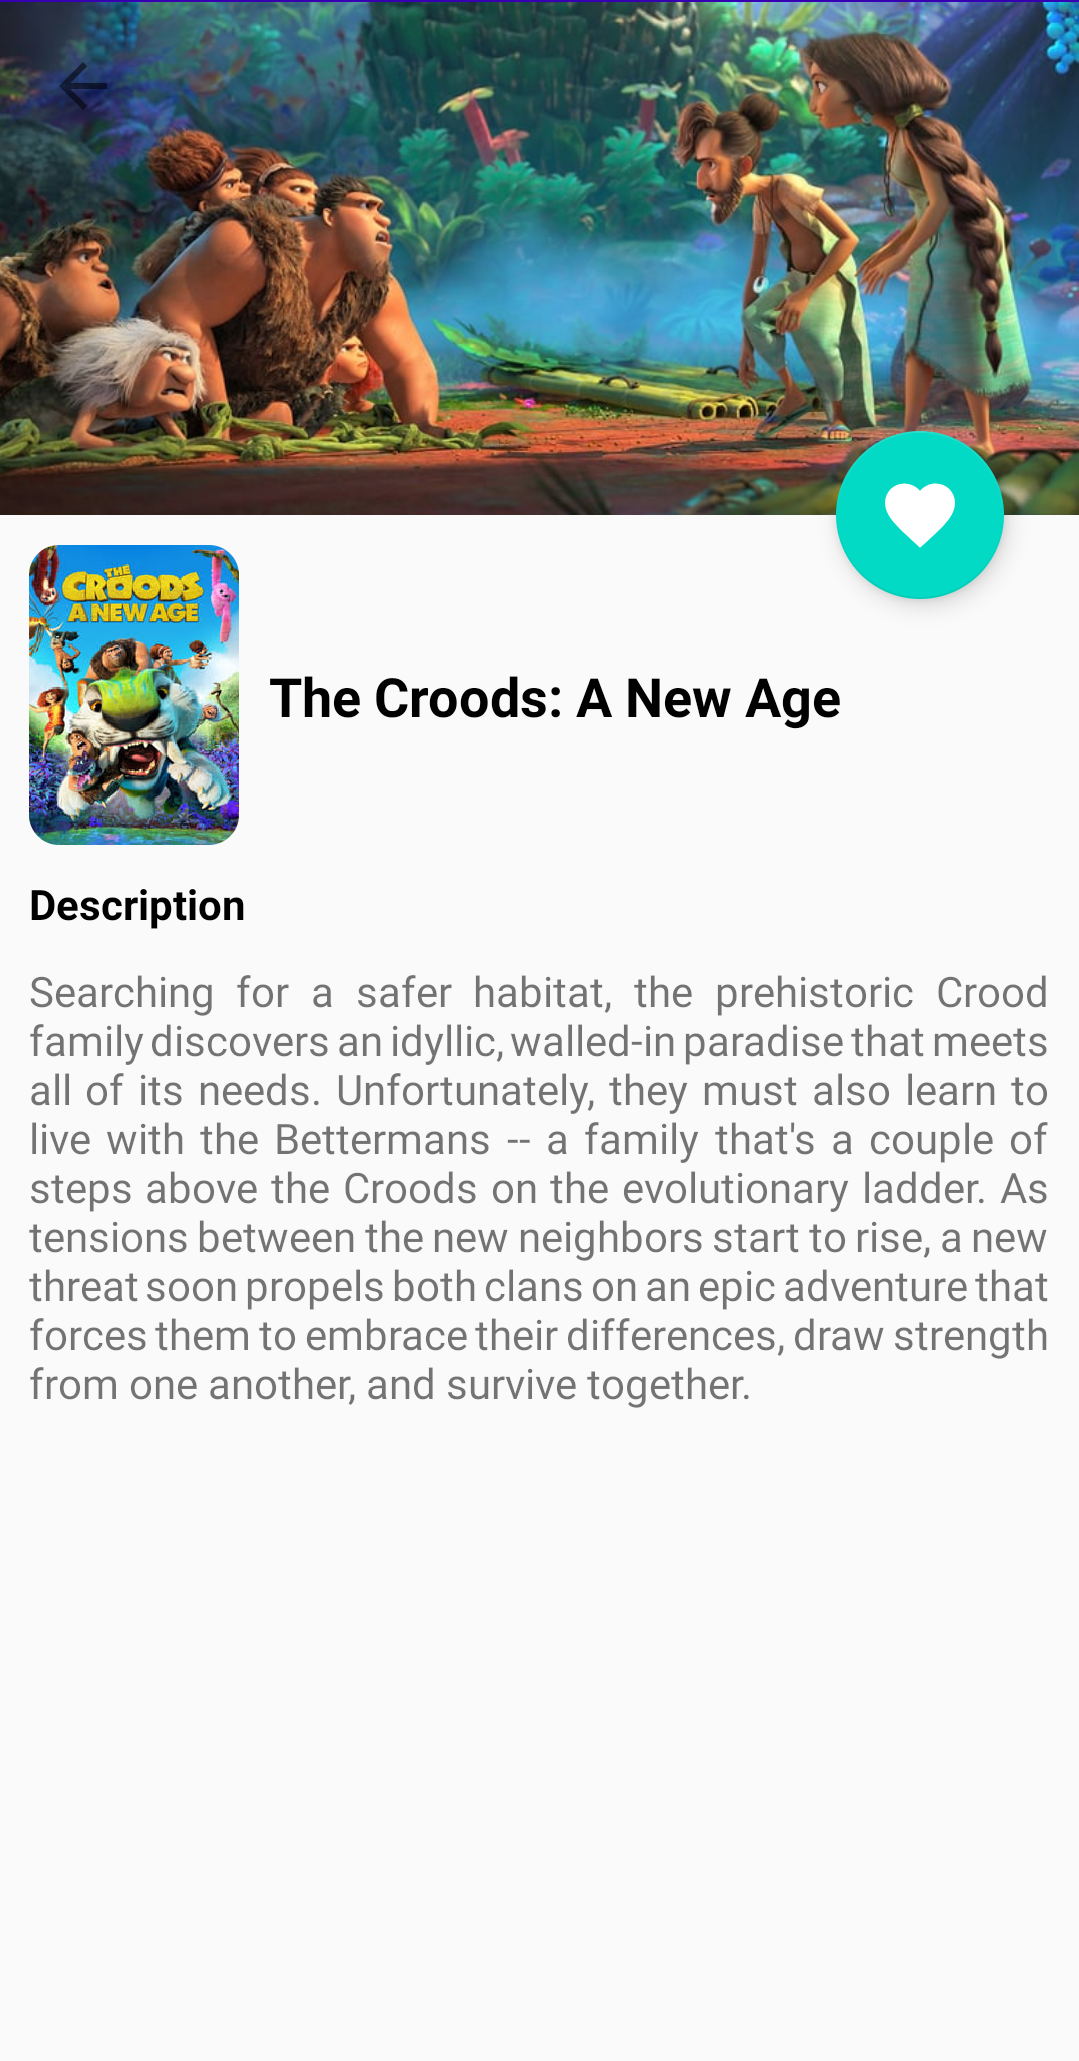 THE
CROODS
A NEW AGE
The Croods: A New Age
Description
Searching for a safer habitat, the prehistoric Crood
family discovers an idyllic, walled-in paradise that meets
all of its needs. Unfortunately, they must also learn to
live with the Bettermans -- a family that's a couple of
steps above the Croods on the evolutionary ladder. As
tensions between the new neighbors start to rise, a new
threat soon propels both clans on an epic adventure that
forces them to embrace their differences, draw strength
from one another, and survive together.